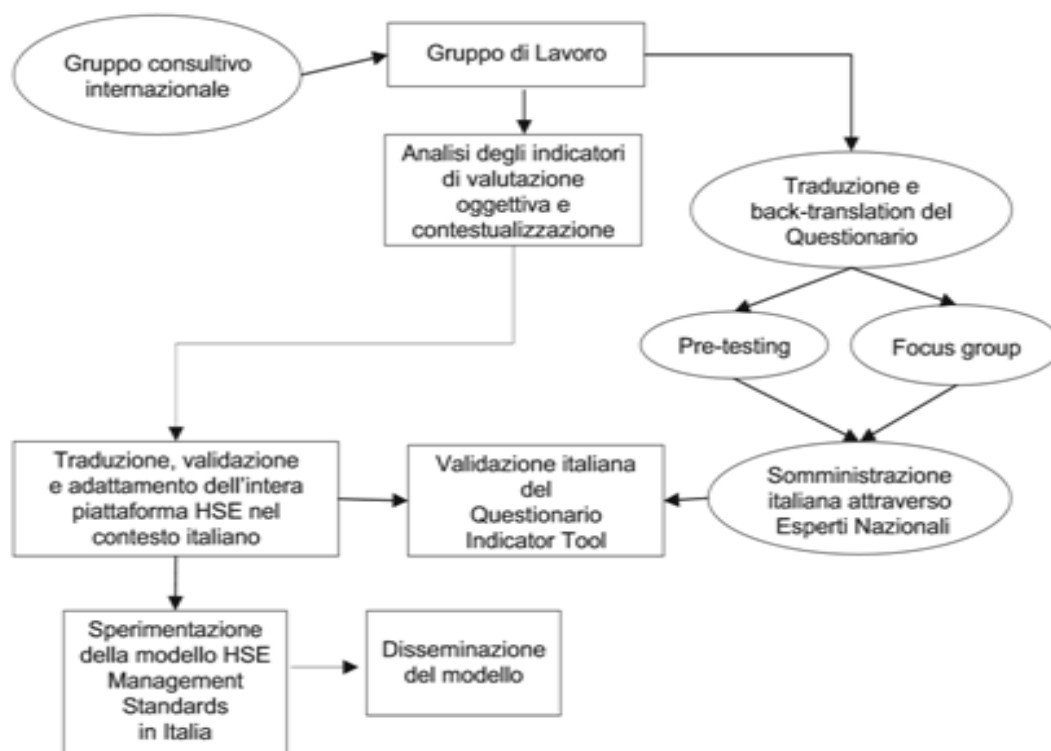 Gruppo consultivo
internazionale
Gruppo di Lavoro
Analisi degli indicatori
di valutazione
oggettiva e
contestualizzazione
Traduzione e
back-translation del
Questionario
Pre-testing
Focus group
Traduzione, validazione
e adattamento dell'intera
piattaforma HSE nel
contesto italiano
Validazione italiana
del
Questionario
Indicator Tool
Somministrazione
italiana attraverso
Esperti Nazionali
Sperimentazione
della modello HSE
Management
Standards
in Italia
Disseminazione
del modello